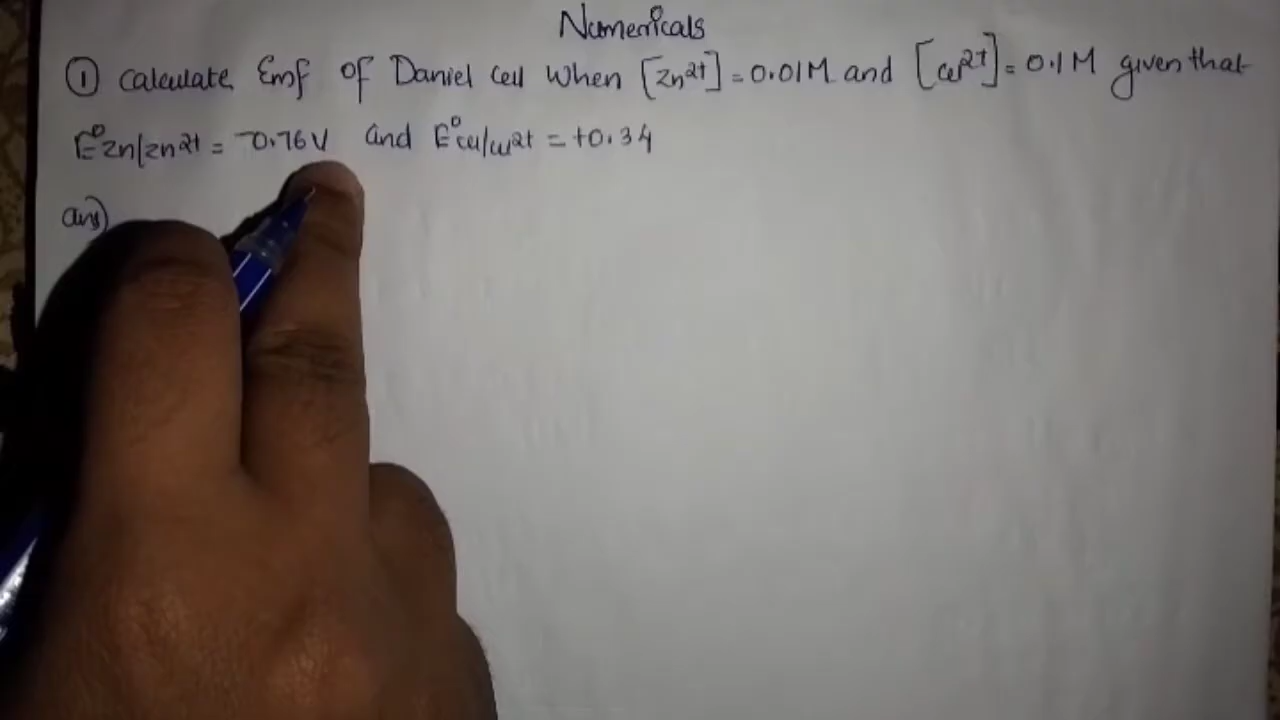 Numericals
① Calculate Emf of Daniel cell when [Zn²⁺] = 0.01M and [Cu²⁺] = 0.1M given that
E°Zn/Zn²⁺ = -0.76V and E°Cu/Cu²⁺ = +0.34
ans)